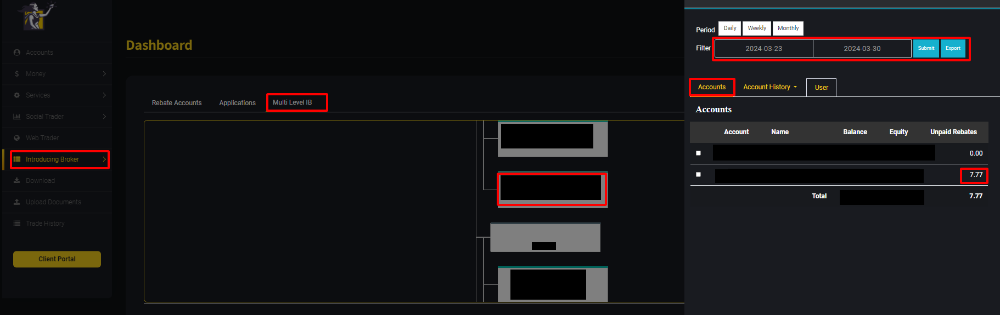 Accounts
Money
Services
Social Trader
Web Trader
Introducing Broker
Download
Upload Documents
Trade History
Client Portal
Dashboard
Rebate Accounts Applications Multi Level IB
Period Daily Weekly Monthly
Filter 2024-03-23 2024-03-30 Submit Export
Accounts Account History User
Accounts
Account Name Balance Equity Unpaid Rebates
0.00
7.77
Total 7.77